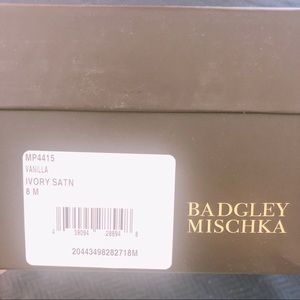 MP4415
VANILLA
IVORY SATN
8 M
20443498282718M
BADGLEY
MISCHKA